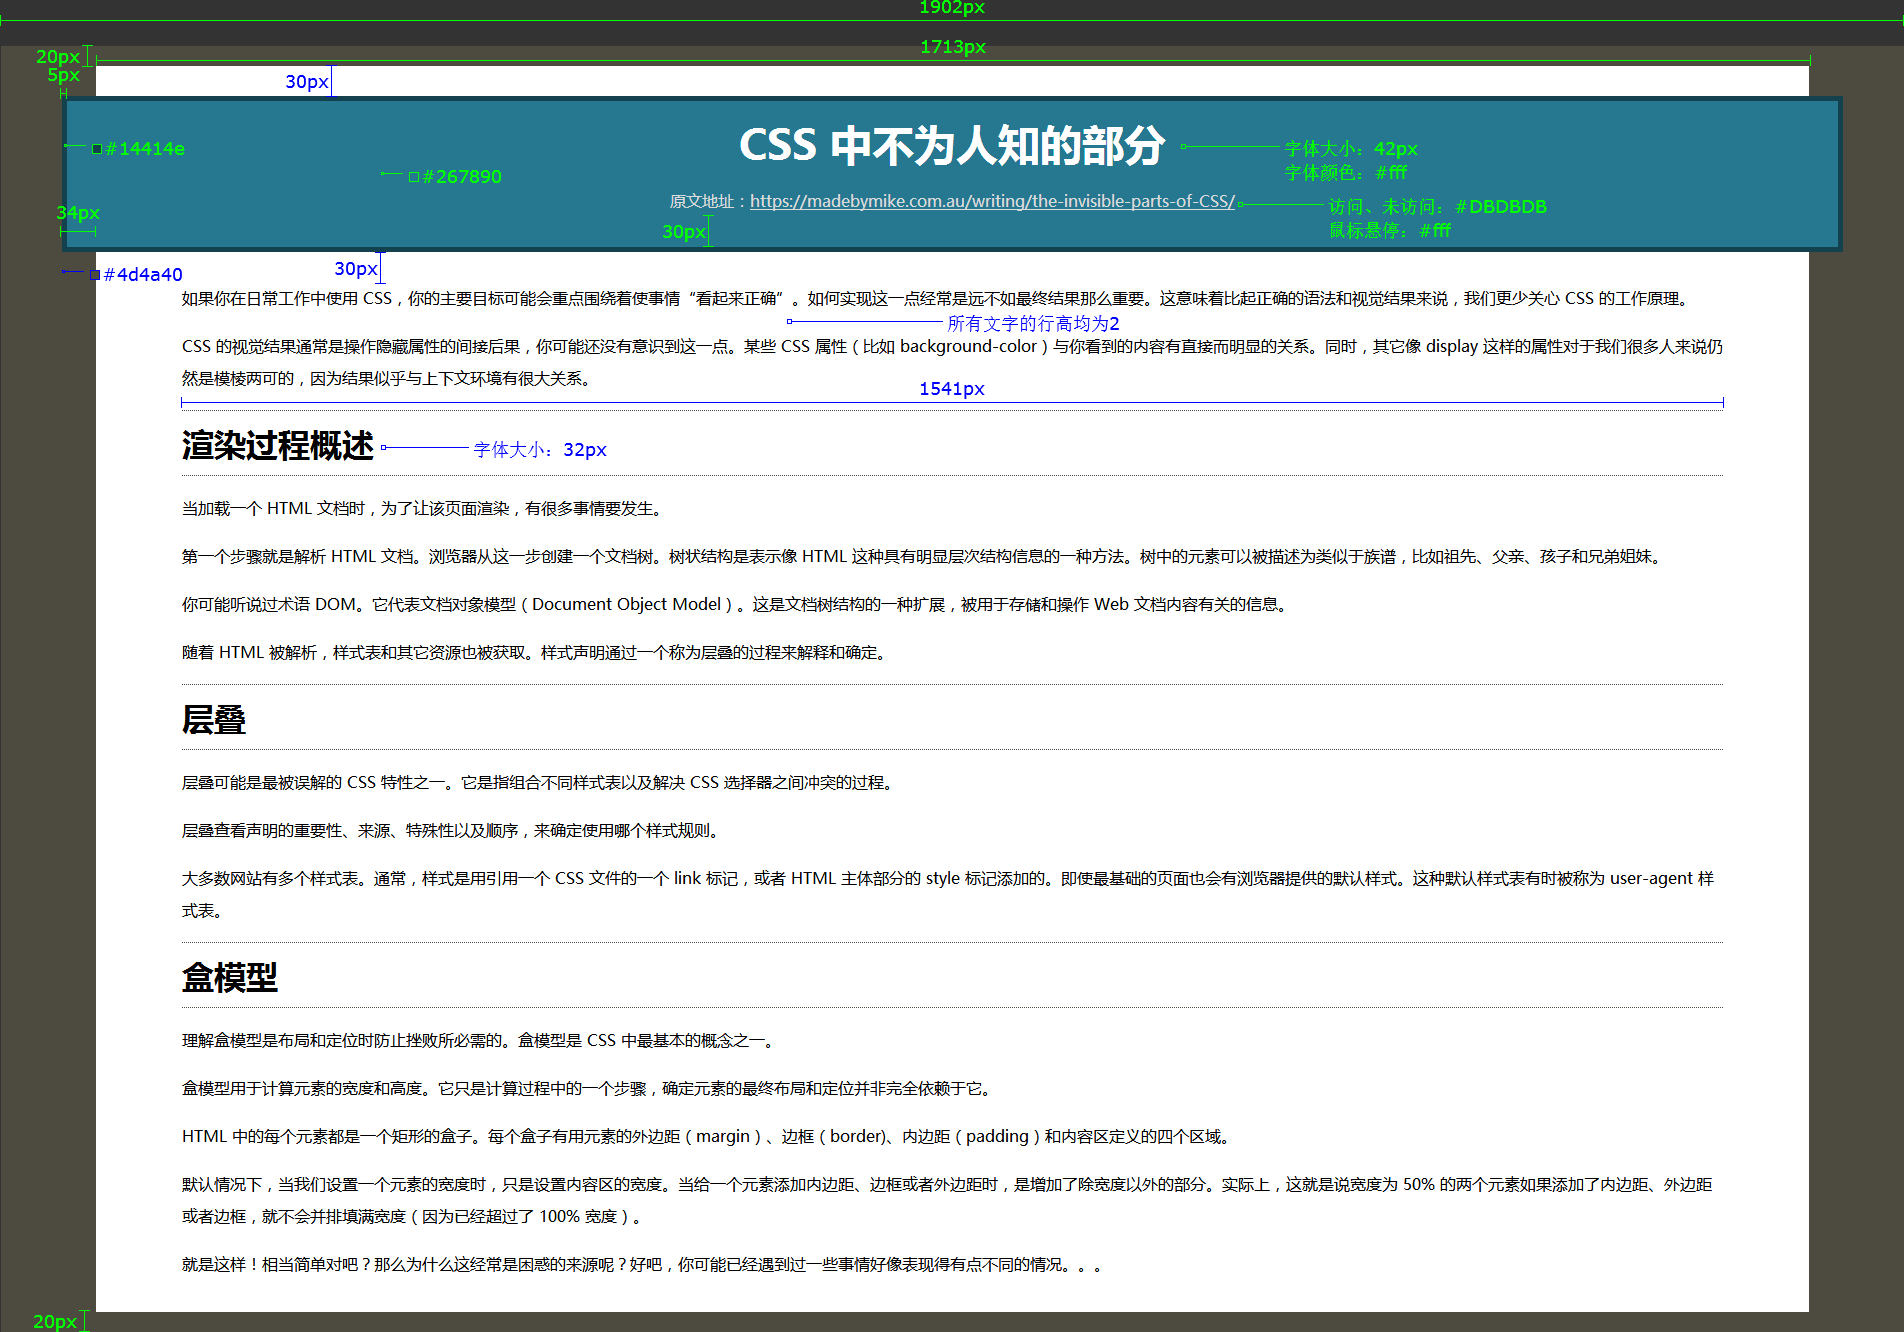 1902px
1713px
20px
5px
30px
CSS 中不为人知的部分
#14414e
字体大小：42px
#267890
字体颜色：#fff
原文地址：https://madebymike.com.au/writing/the-invisible-parts-of-CSS/
访问、未访问：#DBDBDB
34px
30px
鼠标悬停：#fff
#4d4a40
30px
如果你在日常工作中使用 CSS，你的主要目标可能会重点围绕着使事情“看起来正确”。如何实现这一点经常是远不如最终结果那么重要。这意味着比起正确的语法和视觉结果来说，我们更少关心 CSS 的工作原理。
所有文字的行高均为2
CSS 的视觉结果通常是操作隐藏属性的间接后果，你可能还没有意识到这一点。某些 CSS 属性（比如 background-color）与你看到的内容有直接而明显的关系。同时，其它像 display 这样的属性对于我们很多人来说仍
然是模棱两可的，因为结果似乎与上下文环境有很大关系。
1541px
渲染过程概述
字体大小：32px
当加载一个 HTML 文档时，为了让该页面渲染，有很多事情要发生。
第一个步骤就是解析 HTML 文档。浏览器从这一步创建一个文档树。树状结构是表示像 HTML 这种具有明显层次结构信息的一种方法。树中的元素可以被描述为类似于族谱，比如祖先、父亲、孩子和兄弟姐妹。
你可能听说过术语 DOM。它代表文档对象模型（Document Object Model）。这是文档树结构的一种扩展，被用于存储和操作 Web 文档内容有关的信息。
随着 HTML 被解析，样式表和其它资源也被获取。样式声明通过一个称为层叠的过程来解释和确定。
层叠
层叠可能是最被误解的 CSS 特性之一。它是指组合不同样式表以及解决 CSS 选择器之间冲突的过程。
层叠查看声明的重要性、来源、特殊性以及顺序，来确定使用哪个样式规则。
大多数网站有多个样式表。通常，样式是用引用一个 CSS 文件的一个 link 标记，或者 HTML 主体部分的 style 标记添加的。即使最基础的页面也会有浏览器提供的默认样式。这种默认样式表有时被称为 user-agent 样
式表。
盒模型
理解盒模型是布局和定位时防止挫败所必需的。盒模型是 CSS 中最基本的概念之一。
盒模型用于计算元素的宽度和高度。它只是计算过程中的一个步骤，确定元素的最终布局和定位并非完全依赖于它。
HTML 中的每个元素都是一个矩形的盒子。每个盒子有用元素的外边距（margin）、边框（border)、内边距（padding）和内容区定义的四个区域。
默认情况下，当我们设置一个元素的宽度时，只是设置内容区的宽度。当给一个元素添加内边距、边框或者外边距时，是增加了除宽度以外的部分。实际上，这就是说宽度为 50% 的两个元素如果添加了内边距、外边距
或者边框，就不会并排填满宽度（因为已经超过了 100% 宽度）。
就是这样！相当简单对吧？那么为什么这经常是困惑的来源呢？好吧，你可能已经遇到过一些事情好像表现得有点不同的情况。。。
20px